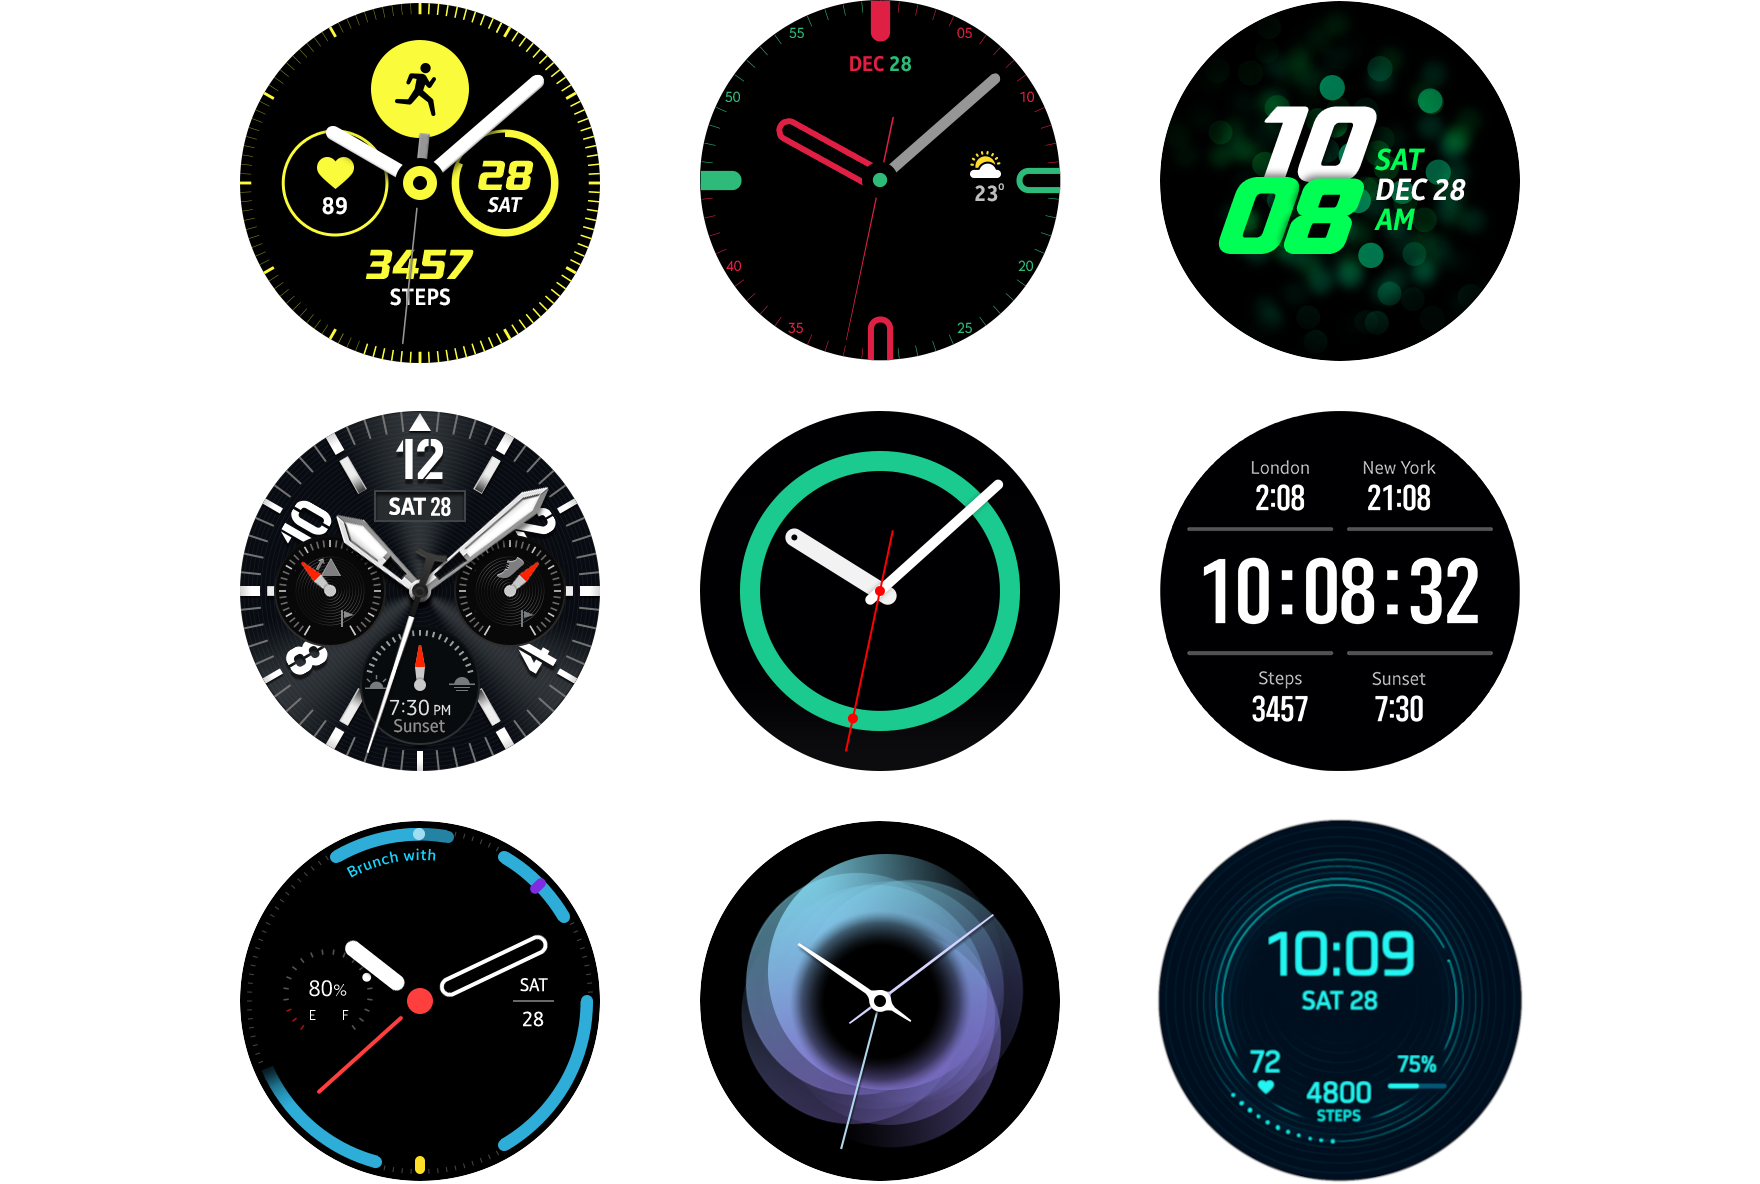 89
28
SAT
3457
STEPS
DEC 28
55
05
50
10
23°
40
20
35
25
10
08
SAT
DEC 28
AM
12
SAT 28
10
2
8
4
7:30 PM
Sunset
London
2:08
New York
21:08
10:08:32
Steps
3457
Sunset
7:30
Brunch with
80%
E F
SAT
28
10:09
SAT 28
72
75%
4800
STEPS